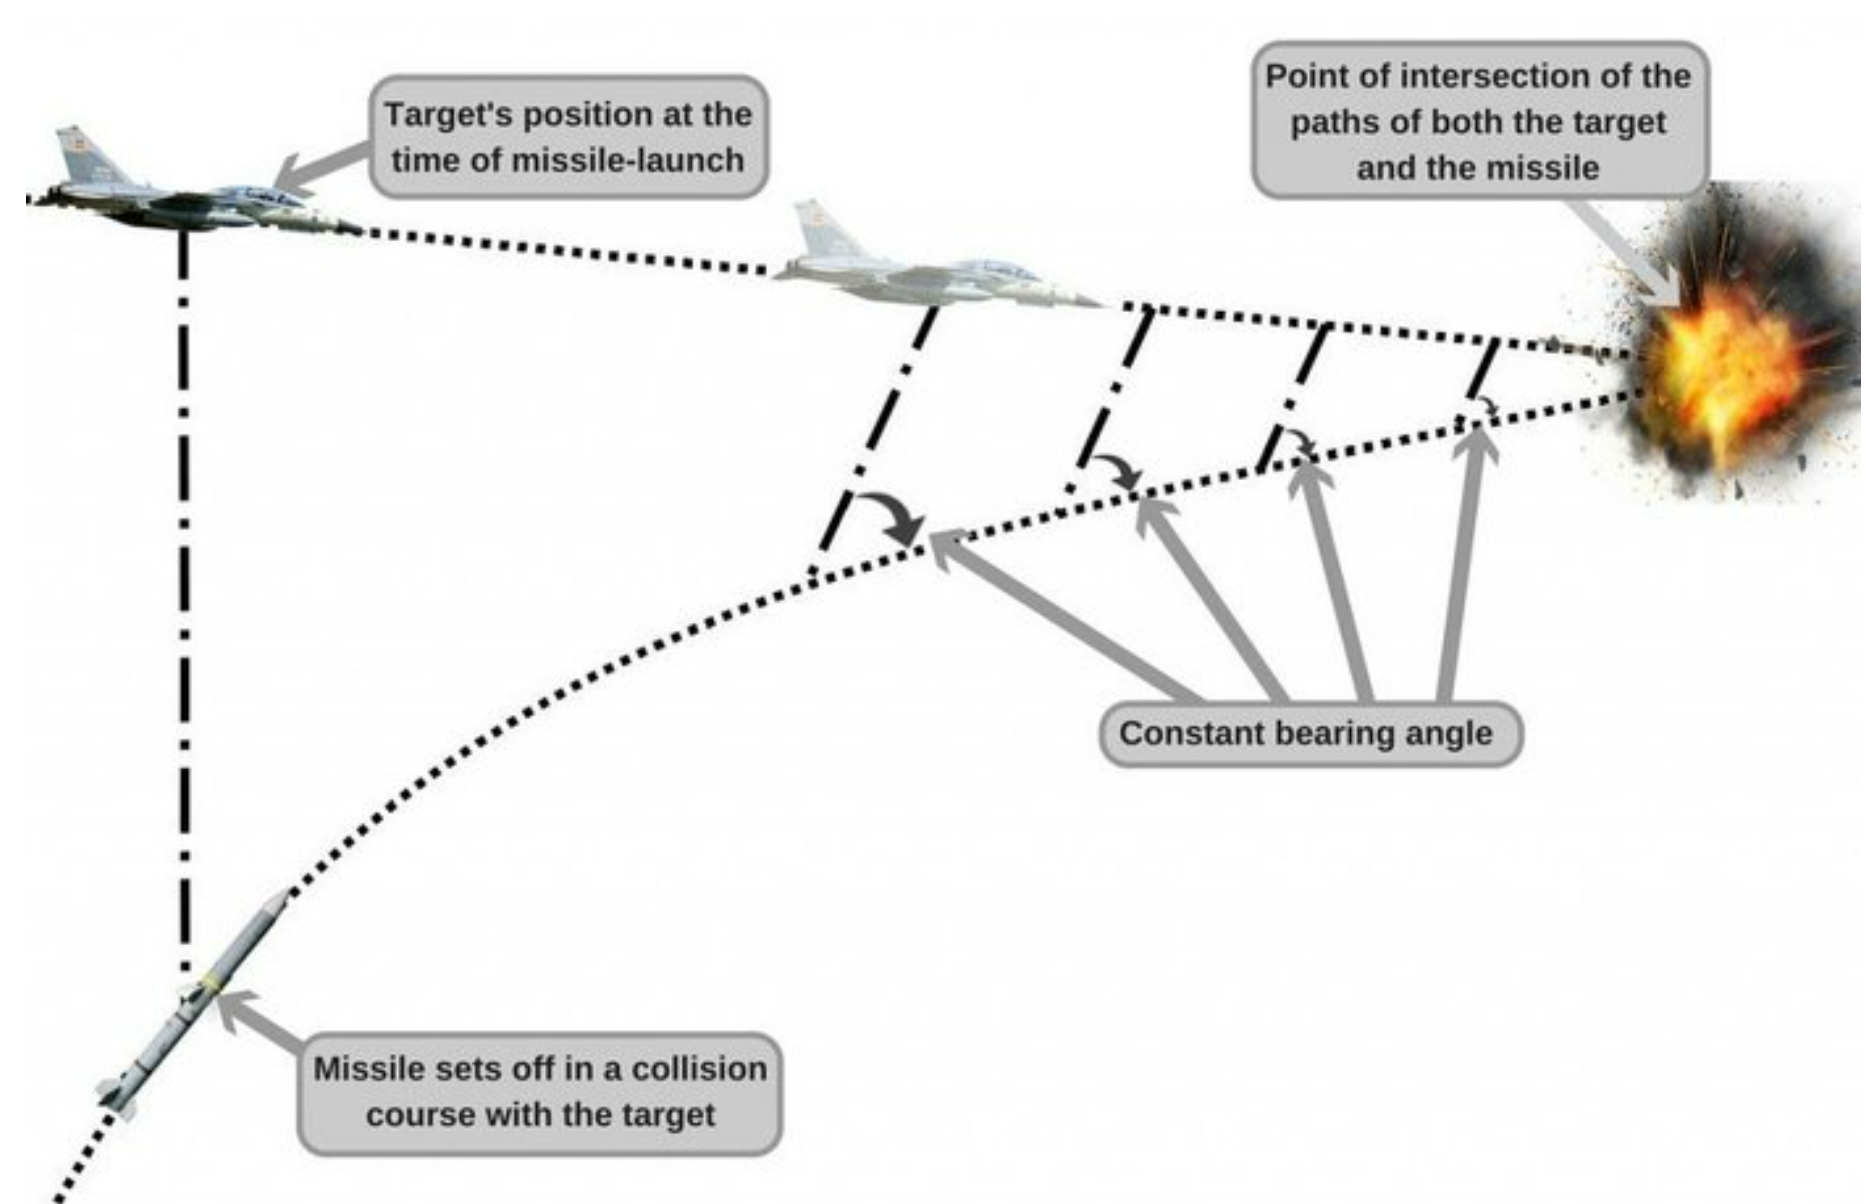 Target's position at the
time of missile-launch
Point of intersection of the
paths of both the target
and the missile
Constant bearing angle
Missile sets off in a collision
course with the target